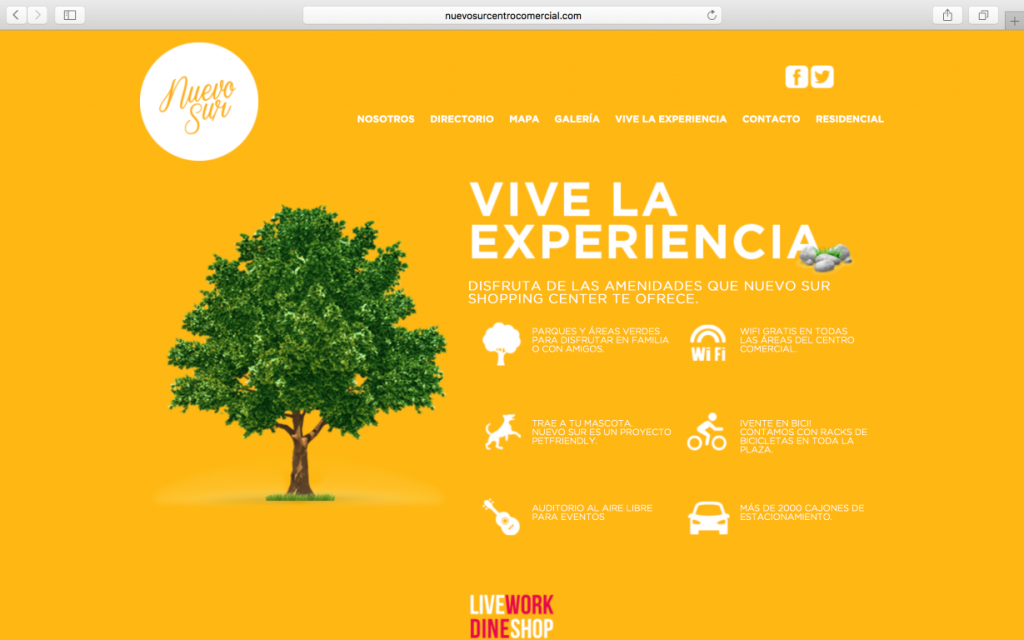 nuevosurcentrocomercial.com
Nuevo
Sur
NOSOTROS DIRECTORIO MAPA GALERÍA VIVE LA EXPERIENCIA CONTACTO RESIDENCIAL
VIVE LA
EXPERIENCIA
DISFRUTA DE LAS AMENIDADES QUE NUEVO SUR
SHOPPING CENTER TE OFRECE.
PARQUES Y ÁREAS VERDES
PARA DISFRUTAR EN FAMILIA
O CON AMIGOS.
WiFi
WIFI GRATIS EN TODAS
LAS ÁREAS DEL CENTRO
COMERCIAL.
TRAE A TU MASCOTA,
NUEVO SUR ES UN PROYECTO
PETFRIENDLY.
¡VENTE EN BICI!
CONTAMOS CON RACKS DE
BICICLETAS EN TODA LA
PLAZA.
AUDITORIO AL AIRE LIBRE
PARA EVENTOS
MÁS DE 2000 CAJONES DE
ESTACIONAMIENTO.
LIVEWORK
DINESHOP